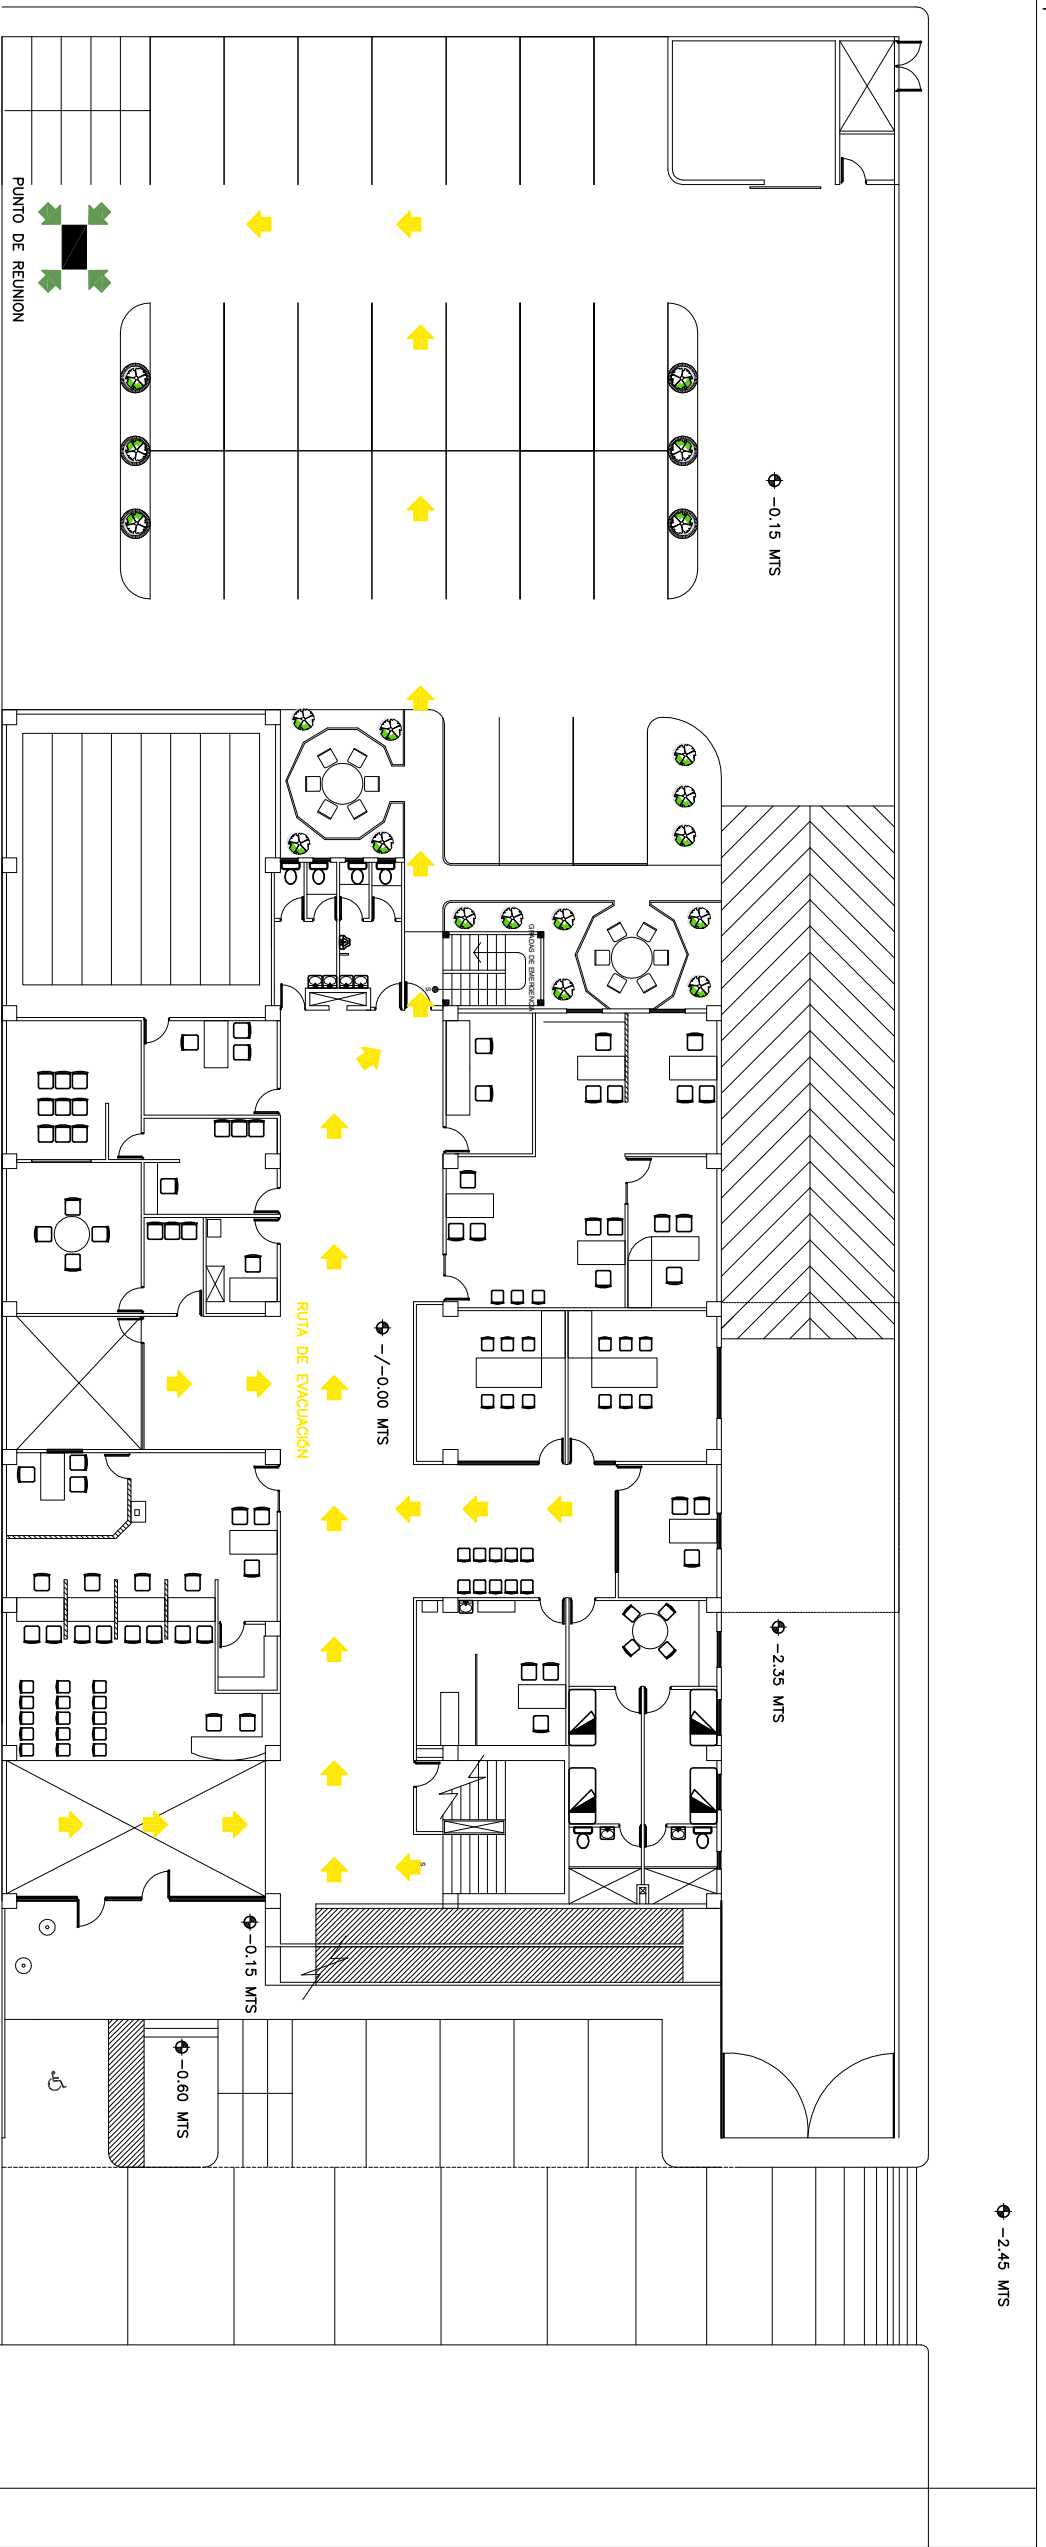 PUNTO DE REUNION
-0.15 MTS
GRADAS DE EMERGENCIA
S
RUTA DE EVACUACIÓN
-/-0.00 MTS
-2.35 MTS
S
-0.15 MTS
-0.60 MTS
-2.45 MTS